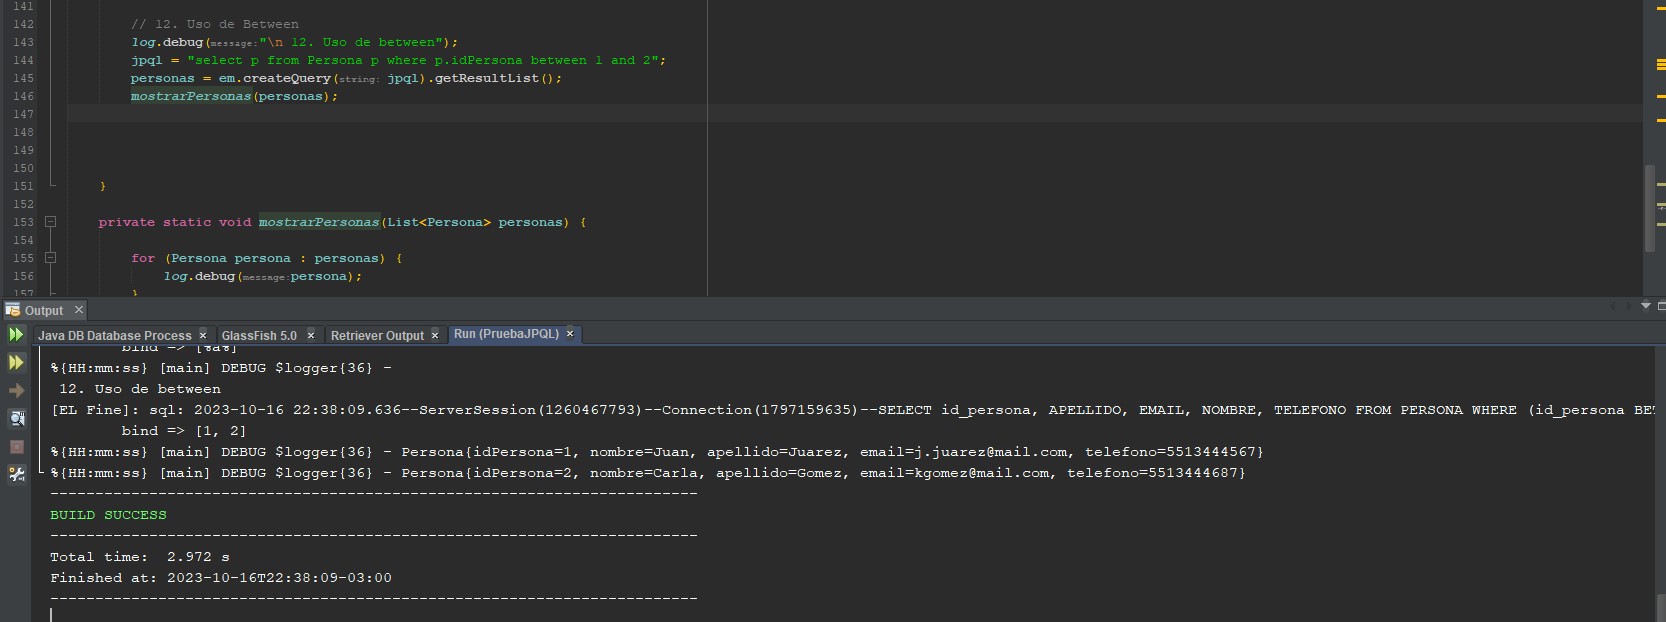 141
142 // 12. Uso de Between
143 log.debug(message:"\n 12. Uso de between");
144 jpql = "select p from Persona p where p.idPersona between 1 and 2";
145 personas = em.createQuery(string: jpql).getResultList();
146 mostrarPersonas(personas);
147
148
149
150
151 }
152
153 private static void mostrarPersonas(List<Persona> personas) {
154
155 for (Persona persona : personas) {
156 log.debug(message:persona);
157 }
Output
Java DB Database Process GlassFish 5.0 Retriever Output Run (PruebaJPQL)
bind => [%a%]
%{HH:mm:ss} [main] DEBUG $logger{36} -
12. Uso de between
[EL Fine]: sql: 2023-10-16 22:38:09.636--ServerSession(1260467793)--Connection(1797159635)--SELECT id_persona, APELLIDO, EMAIL, NOMBRE, TELEFONO FROM PERSONA WHERE (id_persona BET
bind => [1, 2]
%{HH:mm:ss} [main] DEBUG $logger{36} - Persona{idPersona=1, nombre=Juan, apellido=Juarez, email=j.juarez@mail.com, telefono=5513444567}
%{HH:mm:ss} [main] DEBUG $logger{36} - Persona{idPersona=2, nombre=Carla, apellido=Gomez, email=kgomez@mail.com, telefono=5513444687}
------------------------------------------------------------------------
BUILD SUCCESS
------------------------------------------------------------------------
Total time:  2.972 s
Finished at: 2023-10-16T22:38:09-03:00
------------------------------------------------------------------------